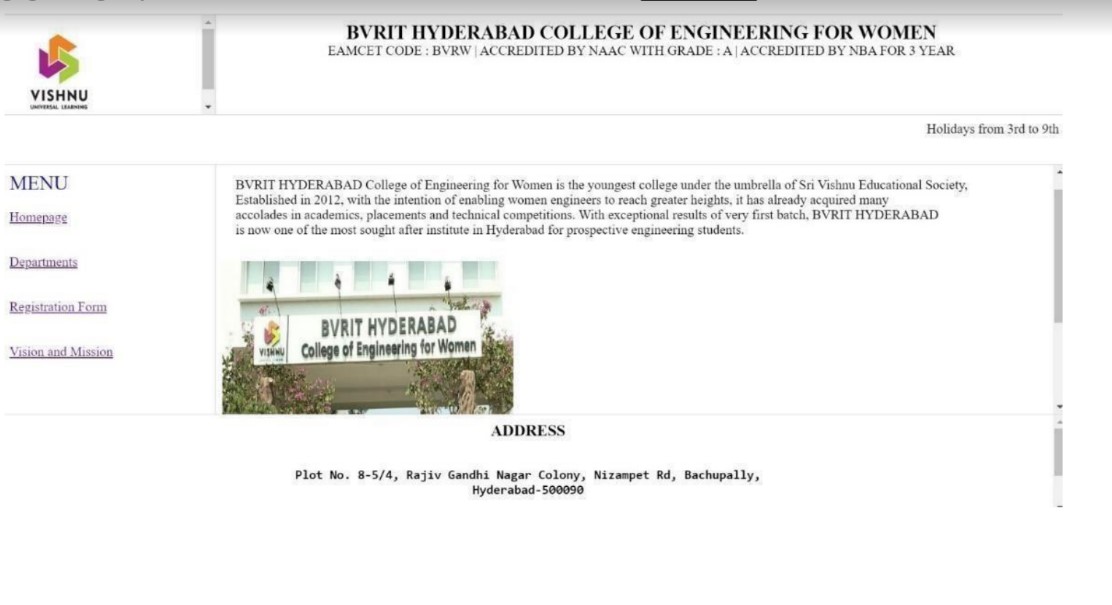 VISHNU
UNIVERSAL LEARNING
BVRIT HYDERABAD COLLEGE OF ENGINEERING FOR WOMEN
EAMCET CODE : BVRW | ACCREDITED BY NAAC WITH GRADE : A | ACCREDITED BY NBA FOR 3 YEAR
Holidays from 3rd to 9th
MENU
Homepage
Departments
Registration Form
Vision and Mission
BVRIT HYDERABAD College of Engineering for Women is the youngest college under the umbrella of Sri Vishnu Educational Society,
Established in 2012, with the intention of enabling women engineers to reach greater heights, it has already acquired many
accolades in academics, placements and technical competitions. With exceptional results of very first batch, BVRIT HYDERABAD
is now one of the most sought after institute in Hyderabad for prospective engineering students.
BVRIT HYDERABAD
VISHNU
College of Engineering for Women
ADDRESS
Plot No. 8-5/4, Rajiv Gandhi Nagar Colony, Nizampet Rd, Bachupally,
Hyderabad-500090